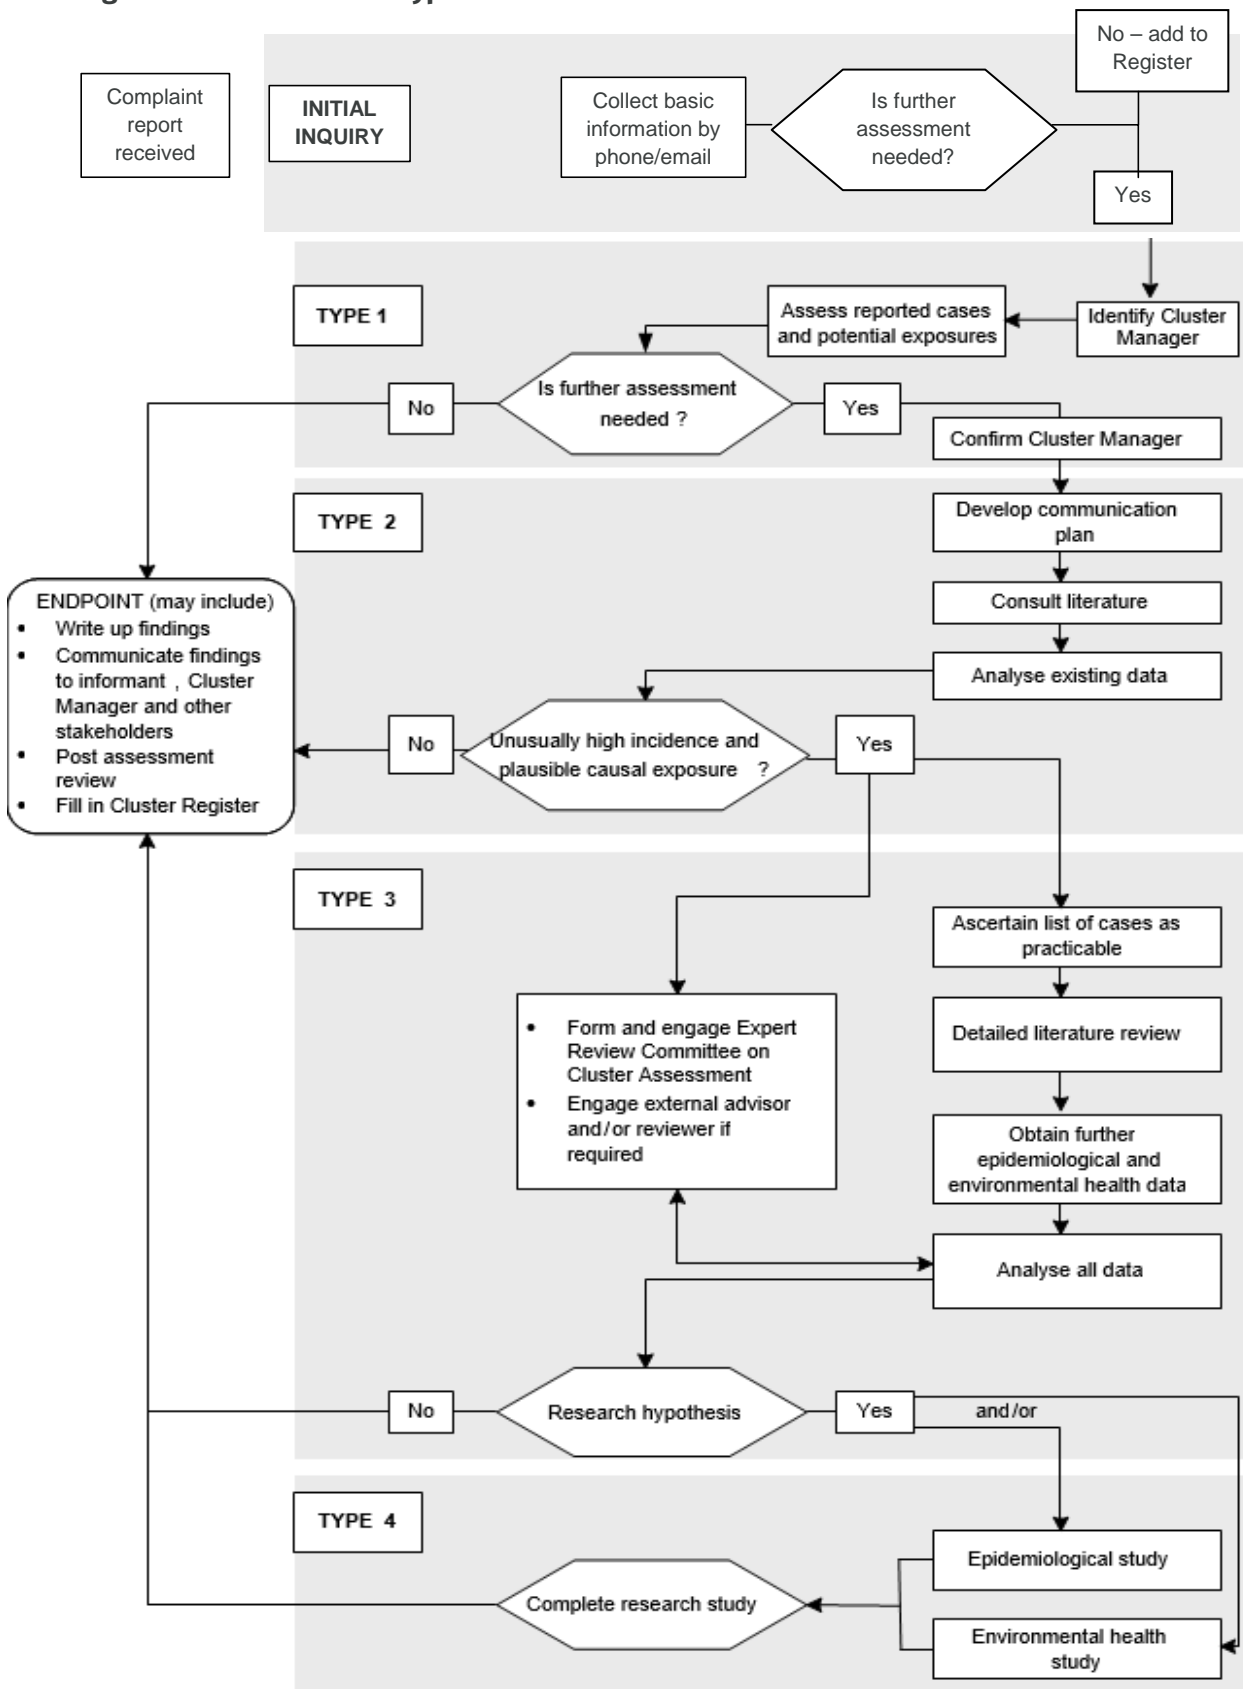 No – add to
Register
Complaint
report
received
INITIAL
INQUIRY
Collect basic
information by
phone/email
Is further
assessment
needed?
Yes
TYPE 1
Assess reported cases
and potential exposures
Identify Cluster
Manager
Is further assessment
needed ?
No
Yes
Confirm Cluster Manager
TYPE 2
Develop communication
plan
Consult literature
Analyse existing data
ENDPOINT (may include)
• Write up findings
• Communicate findings
to informant , Cluster
Manager and other
stakeholders
• Post assessment
review
• Fill in Cluster Register
No
Unusually high incidence and
plausible causal exposure ?
Yes
TYPE 3
Ascertain list of cases as
practicable
Detailed literature review
• Form and engage Expert
Review Committee on
Cluster Assessment
• Engage external advisor
and/or reviewer if
required
Obtain further
epidemiological and
environmental health data
Analyse all data
No
Research hypothesis
Yes
and/or
TYPE 4
Epidemiological study
Complete research study
Environmental health
study